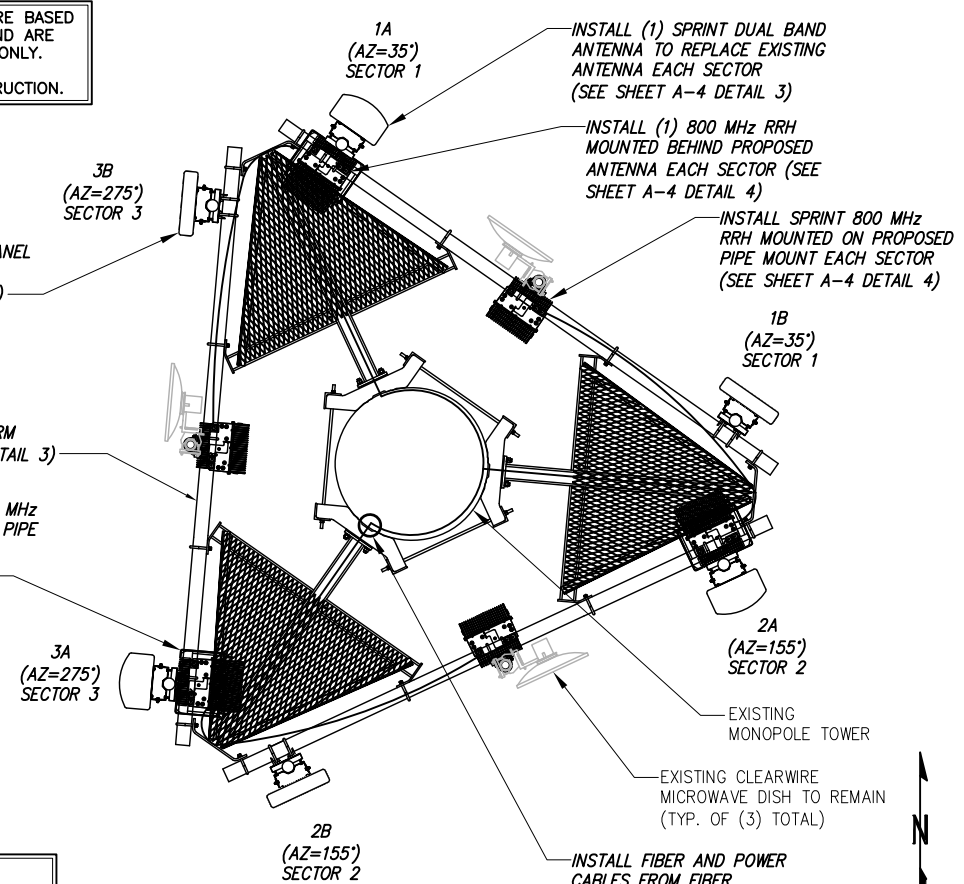 RE BASED
ND ARE
ONLY.
RUCTION.
1A
(AZ=35°)
SECTOR 1
INSTALL (1) SPRINT DUAL BAND
ANTENNA TO REPLACE EXISTING
ANTENNA EACH SECTOR
(SEE SHEET A-4 DETAIL 3)
INSTALL (1) 800 MHz RRH
MOUNTED BEHIND PROPOSED
ANTENNA EACH SECTOR (SEE
SHEET A-4 DETAIL 4)
3B
(AZ=275°)
SECTOR 3
INSTALL SPRINT 800 MHz
RRH MOUNTED ON PROPOSED
PIPE MOUNT EACH SECTOR
(SEE SHEET A-4 DETAIL 4)
ANEL
)
1B
(AZ=35°)
SECTOR 1
RM
TAIL 3)
MHz
PIPE
3A
(AZ=275°)
SECTOR 3
2A
(AZ=155°)
SECTOR 2
EXISTING
MONOPOLE TOWER
EXISTING CLEARWIRE
MICROWAVE DISH TO REMAIN
(TYP. OF (3) TOTAL)
N
2B
(AZ=155°)
SECTOR 2
INSTALL FIBER AND POWER
CABLES FROM FIBER